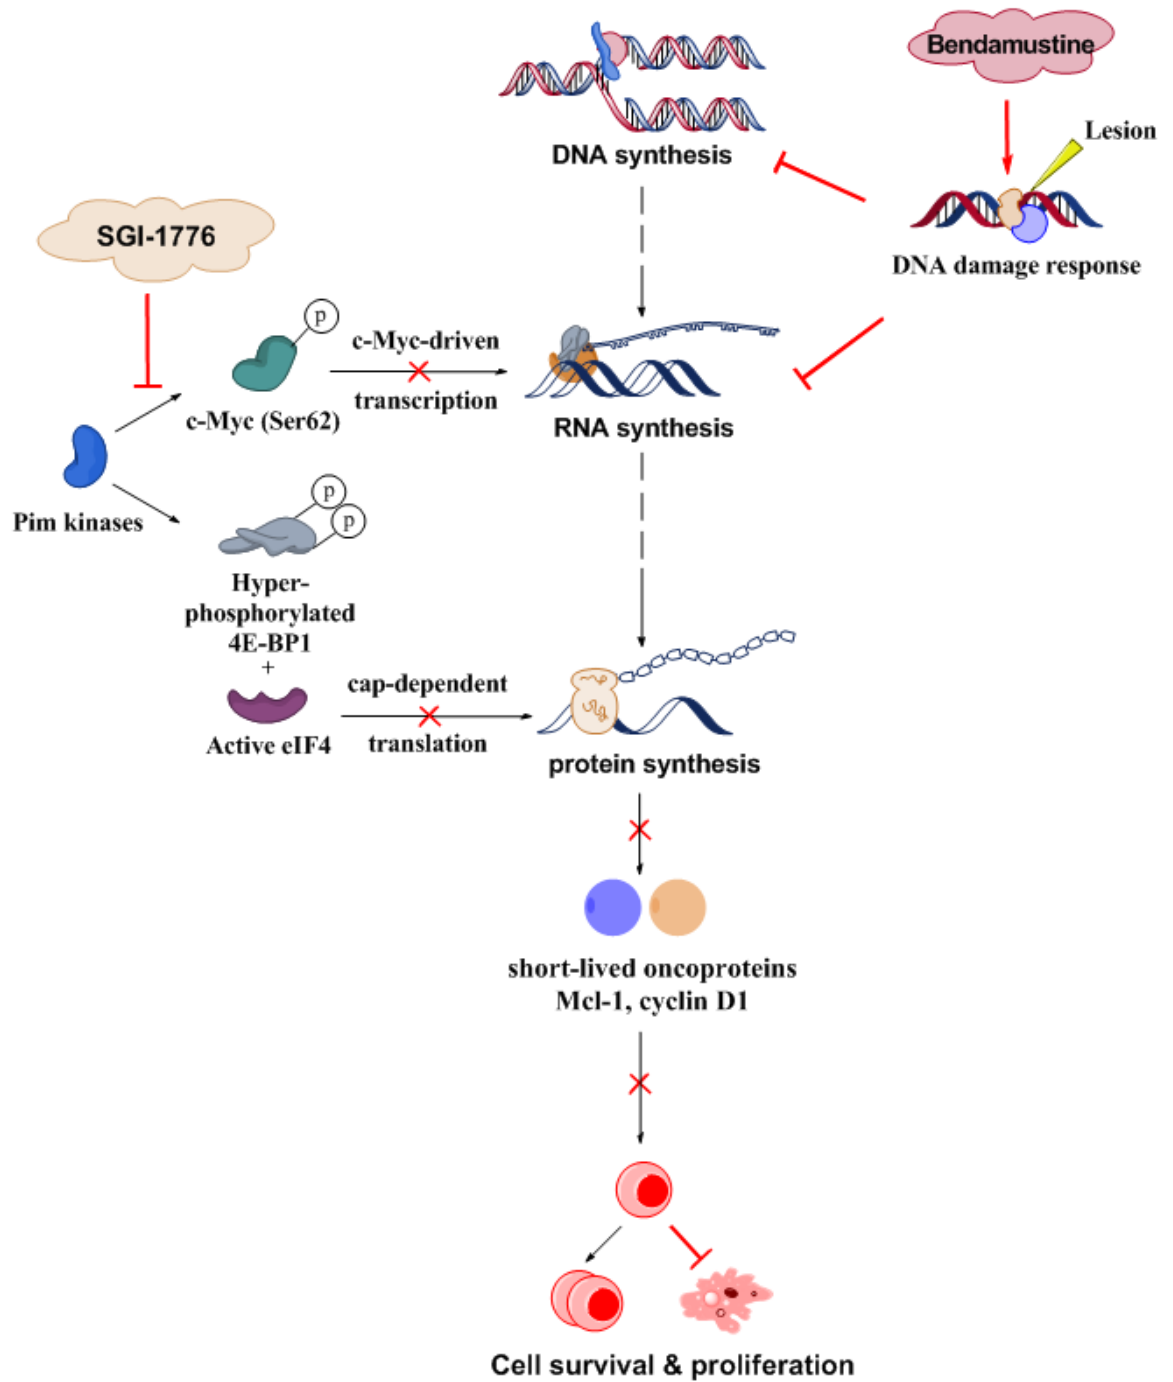 Bendamustine
Lesion
DNA synthesis
DNA damage response
SGI-1776
p
c-Myc-driven
transcription
c-Myc (Ser62)
RNA synthesis
Pim kinases
p
p
Hyper-
phosphorylated
4E-BP1
+
Active eIF4
cap-dependent
translation
protein synthesis
short-lived oncoproteins
Mcl-1, cyclin D1
Cell survival & proliferation